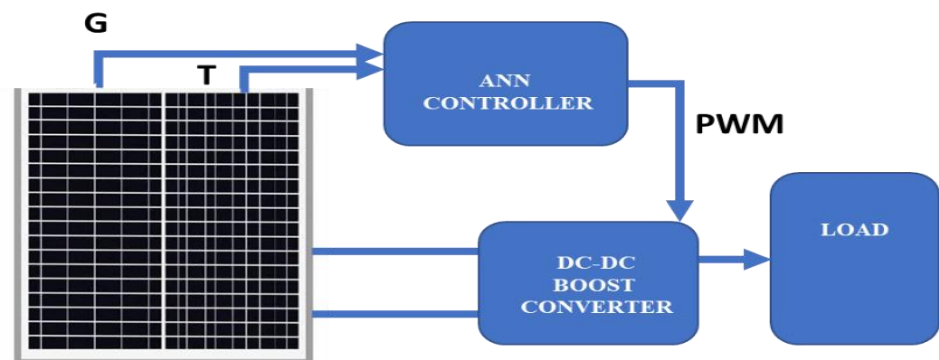 G
T
ANN
CONTROLLER
PWM
LOAD
DC-DC
BOOST
CONVERTER